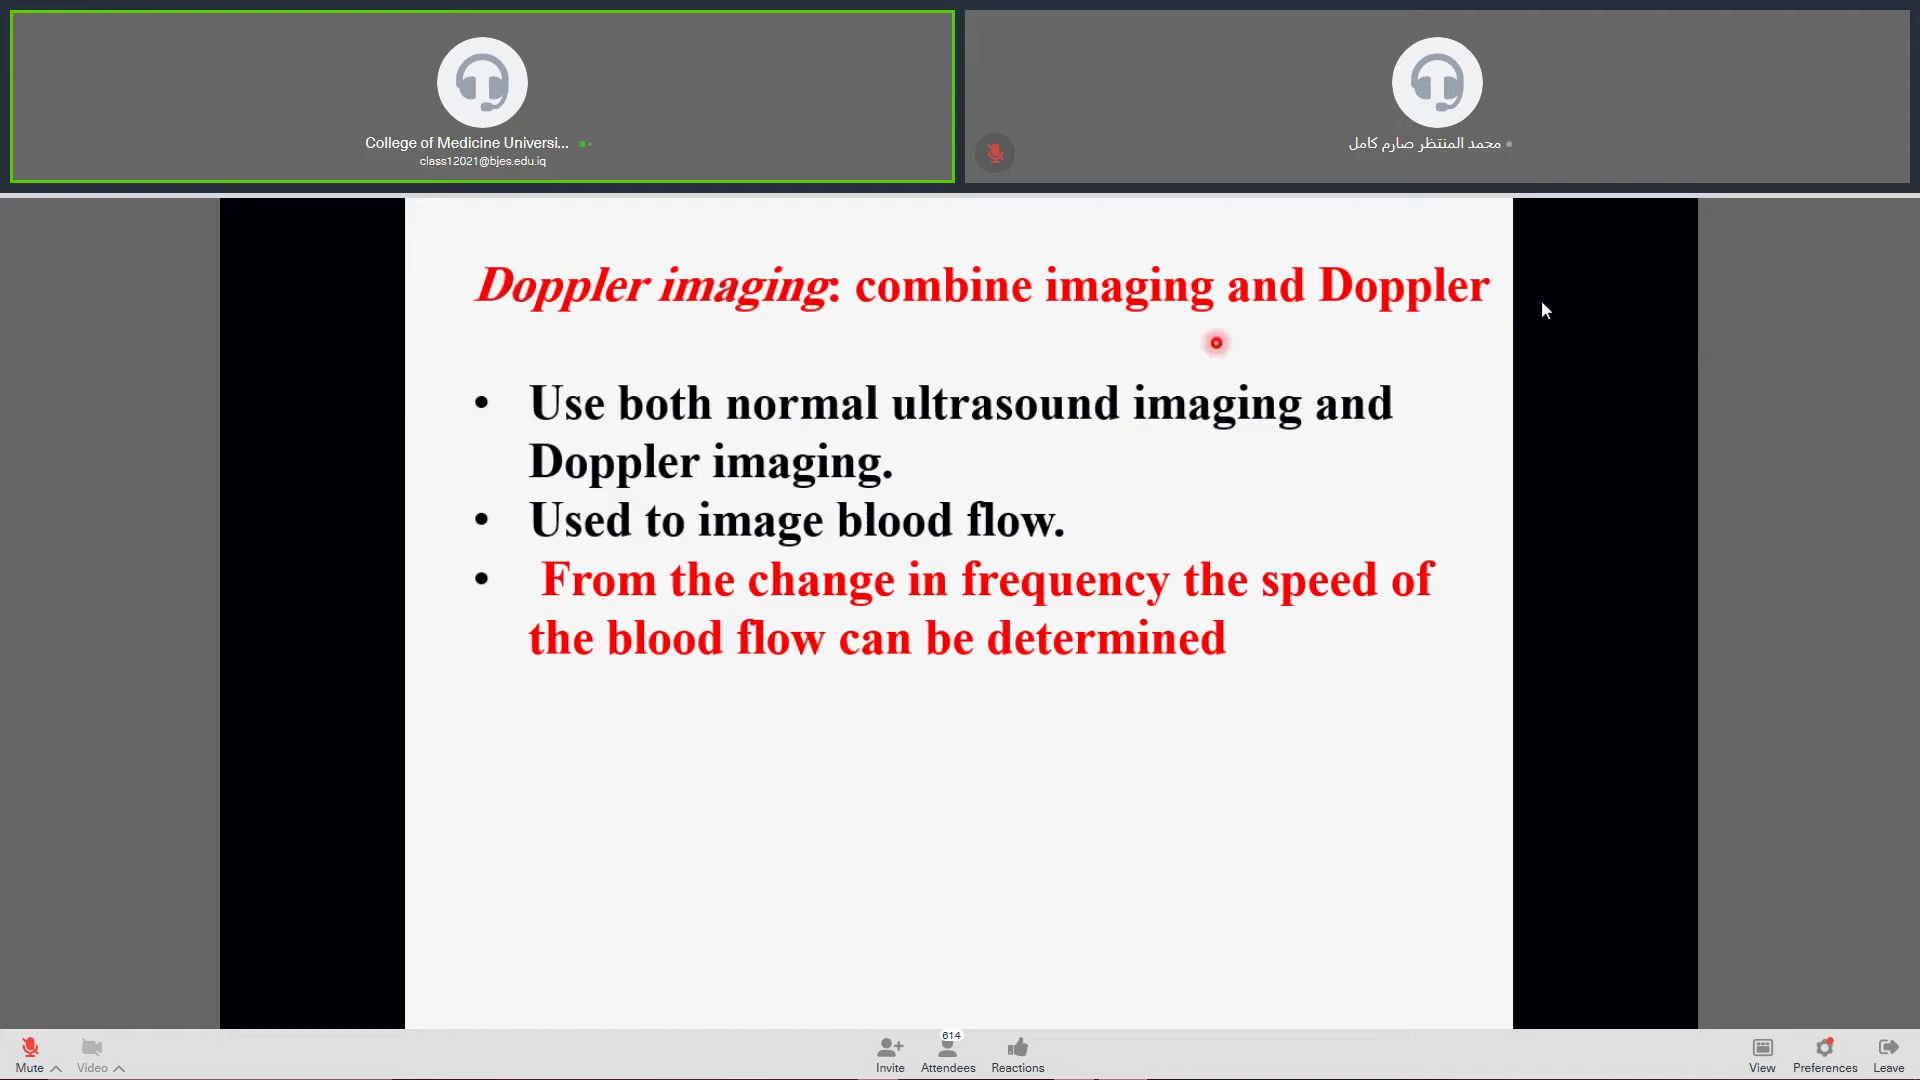 College of Medicine Universi...
class12021@bjes.edu.iq
محمد المنتظر صارم كامل
Doppler imaging: combine imaging and Doppler
• Use both normal ultrasound imaging and
Doppler imaging.
• Used to image blood flow.
• From the change in frequency the speed of
the blood flow can be determined
614
Mute
Video
Invite
Attendees
Reactions
View
Preferences
Leave